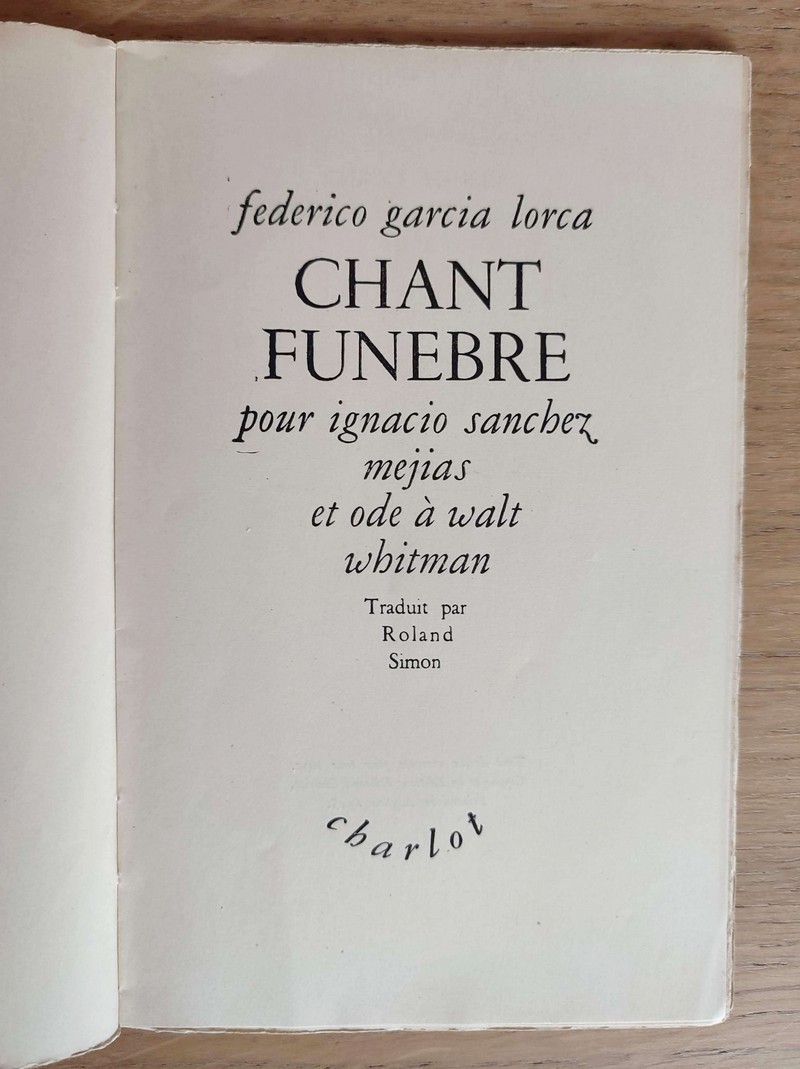 federico garcia lorca
CHANT
FUNEBRE
pour ignacio sanchez
mejias
et ode à walt
whitman
Traduit par
Roland
Simon
charlot